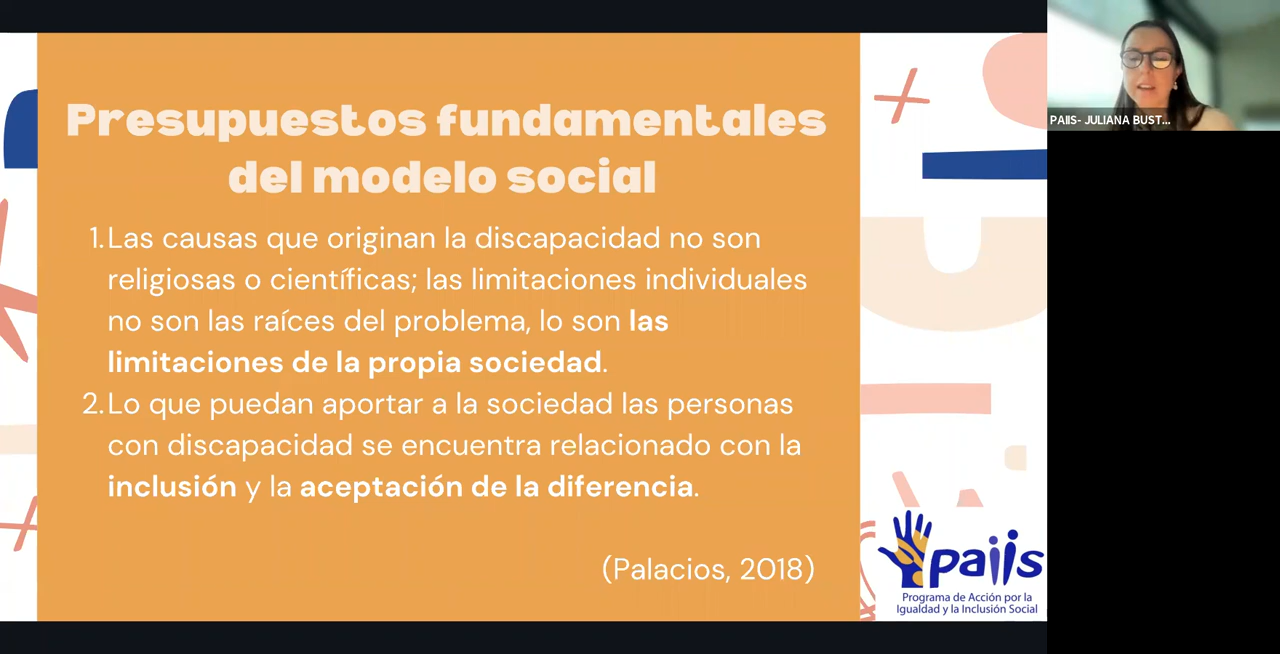 Presupuestos fundamentales
del modelo social
1. Las causas que originan la discapacidad no son
religiosas o científicas; las limitaciones individuales
no son las raíces del problema, lo son las
limitaciones de la propia sociedad.
2. Lo que puedan aportar a la sociedad las personas
con discapacidad se encuentra relacionado con la
inclusión y la aceptación de la diferencia.
(Palacios, 2018)
paiis
Programa de Acción por la
Igualdad y la Inclusión Social
PAIIS- JULIANA BUST...